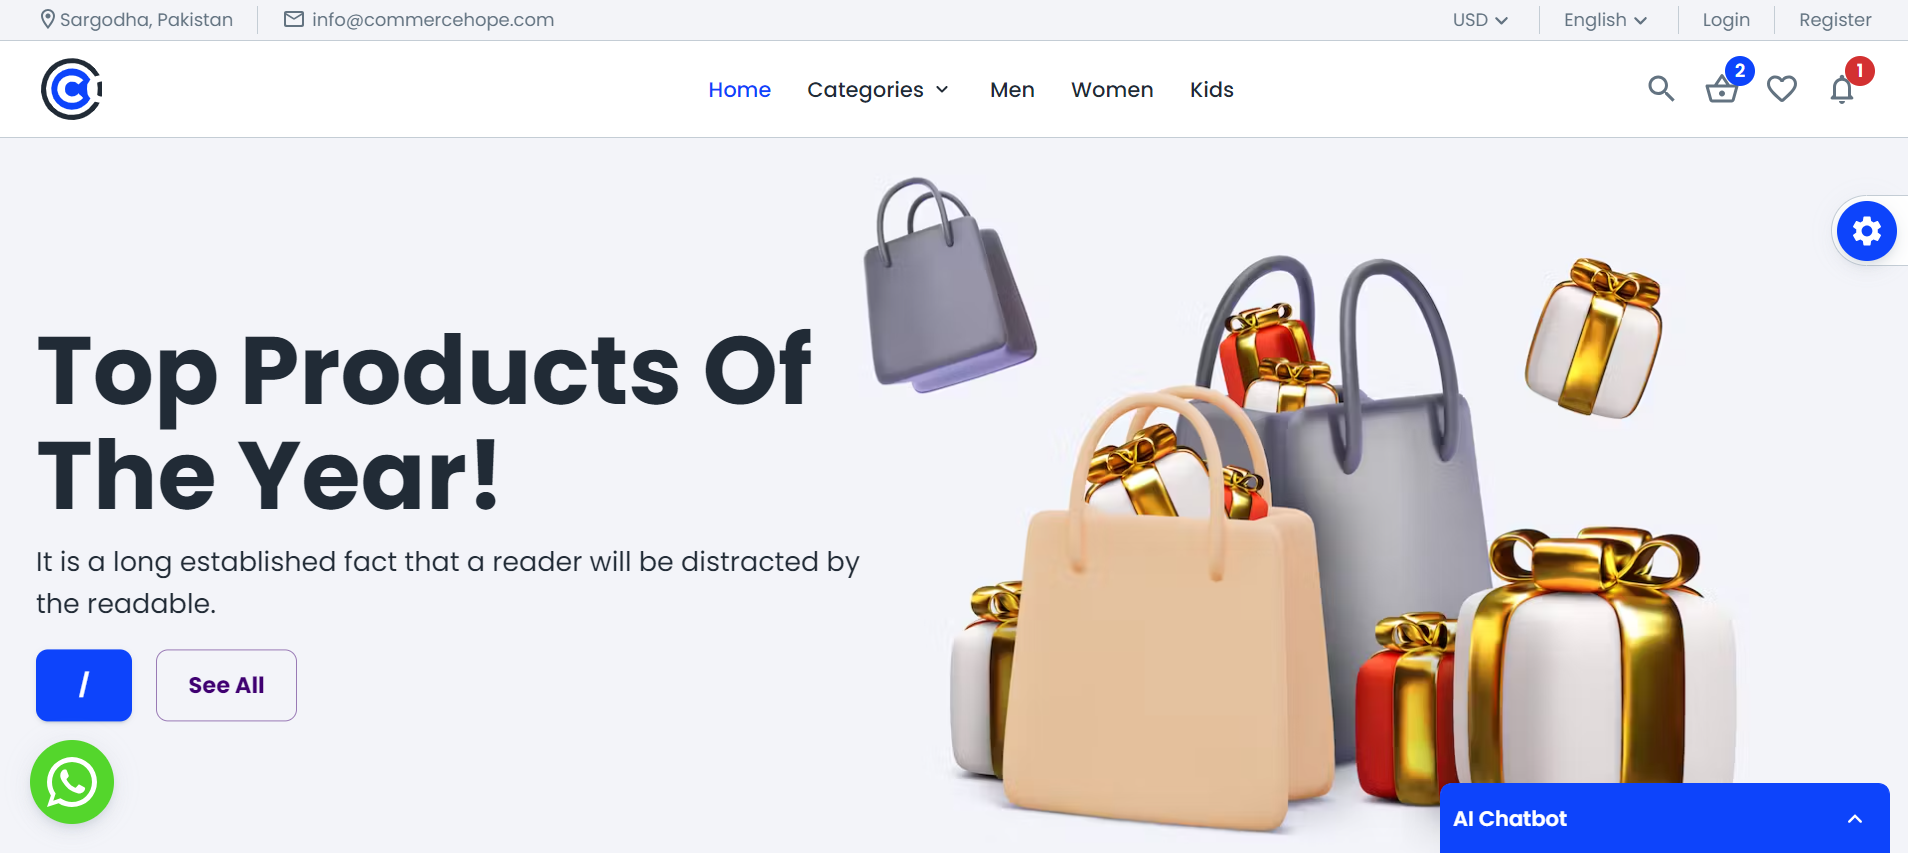 Sargodha, Pakistan
info@commercehope.com
USD
English
Login
Register
Home
Categories
Men
Women
Kids
2
1
Top Products Of
The Year!
It is a long established fact that a reader will be distracted by
the readable.
/
See All
AI Chatbot